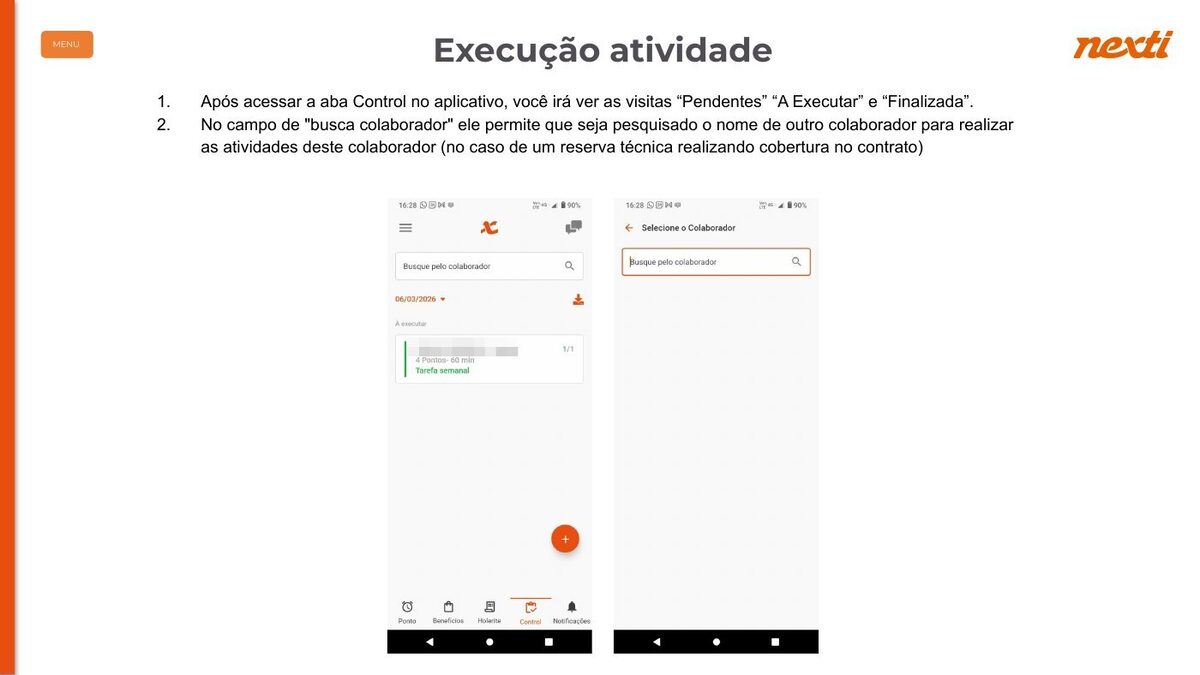 MENU
Execução atividade
nexti
1. Após acessar a aba Control no aplicativo, você irá ver as visitas “Pendentes” “A Executar” e “Finalizada”.
2. No campo de "busca colaborador" ele permite que seja pesquisado o nome de outro colaborador para realizar
as atividades deste colaborador (no caso de um reserva técnica realizando cobertura no contrato)
16:28 90%
Busque pelo colaborador
06/03/2026
À executar
1/1
4 Pontos- 60 min
Tarefa semanal
+
Ponto Benefícios Holerite Control Notificações
16:28 90%
Selecione o Colaborador
Busque pelo colaborador